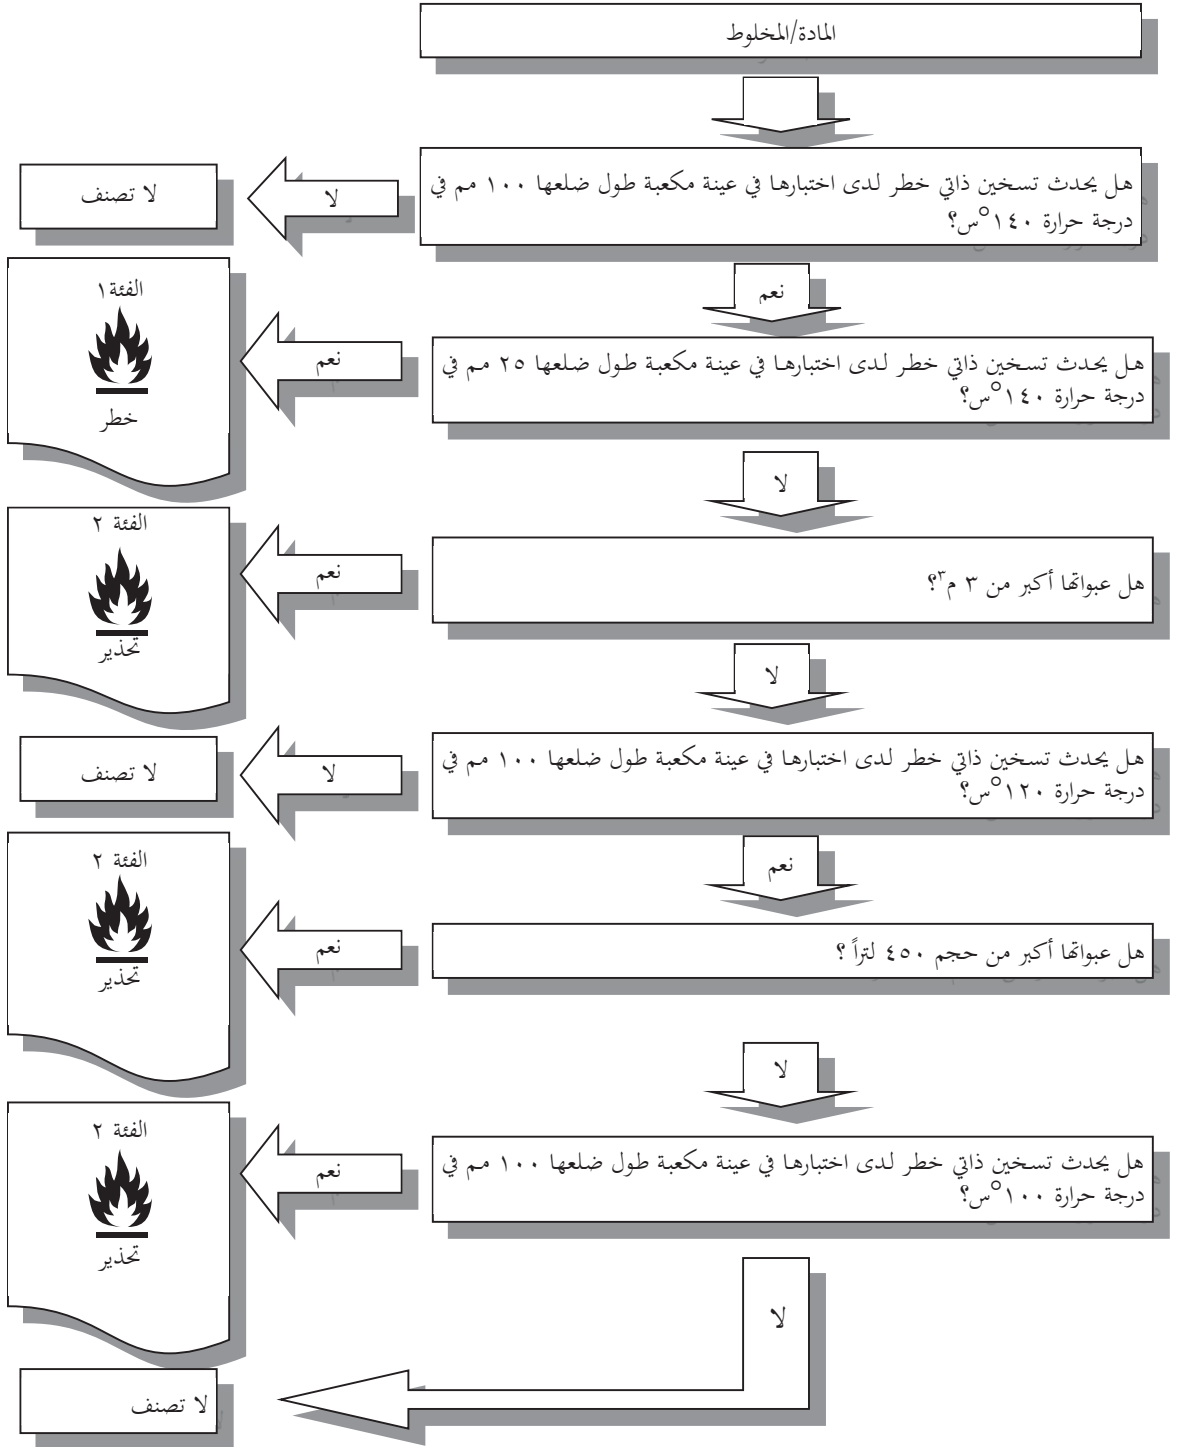 المادة/المخلوط
هل يحدث تسخين ذاتي خطر لدى اختبارها في عينة مكعبة طول ضلعها ١٠٠ مم في
درجة حرارة ١٤٠°س؟
لا
لا تصنف
نعم
هل يحدث تسخين ذاتي خطر لدى اختبارها في عينة مكعبة طول ضلعها ٢٥ مم في
درجة حرارة ١٤٠°س؟
نعم
الفئة١
خطر
لا
هل عبواتها أكبر من ٣ م٣؟
نعم
الفئة ٢
تحذير
لا
هل يحدث تسخين ذاتي خطر لدى اختبارها في عينة مكعبة طول ضلعها ١٠٠ مم في
درجة حرارة ١٢٠°س؟
لا
لا تصنف
نعم
هل عبواتها أكبر من حجم ٤٥٠ لتراً ؟
نعم
الفئة ٢
تحذير
لا
هل يحدث تسخين ذاتي خطر لدى اختبارها في عينة مكعبة طول ضلعها ١٠٠ مم في
درجة حرارة ١٠٠°س؟
نعم
الفئة ٢
تحذير
لا
لا تصنف